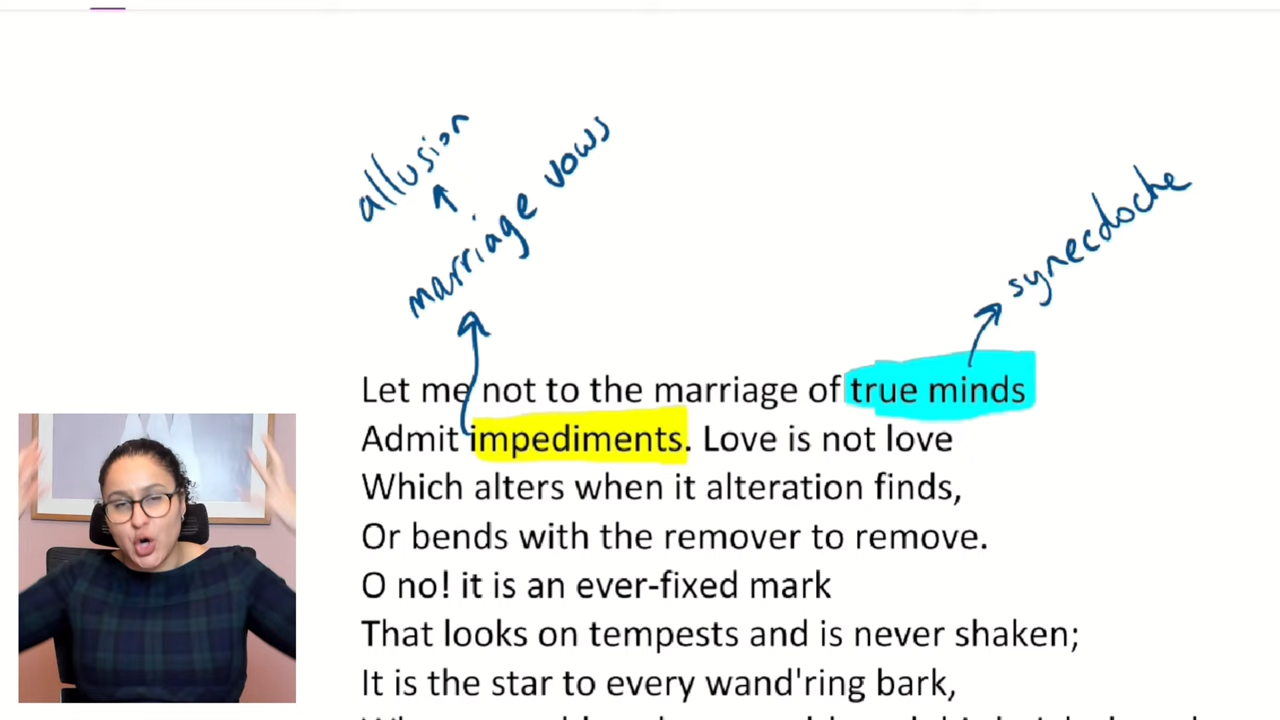 allusion
marriage vows
synecdoche
Let me not to the marriage of true minds
Admit impediments. Love is not love
Which alters when it alteration finds,
Or bends with the remover to remove.
O no! it is an ever-fixed mark
That looks on tempests and is never shaken;
It is the star to every wand'ring bark,